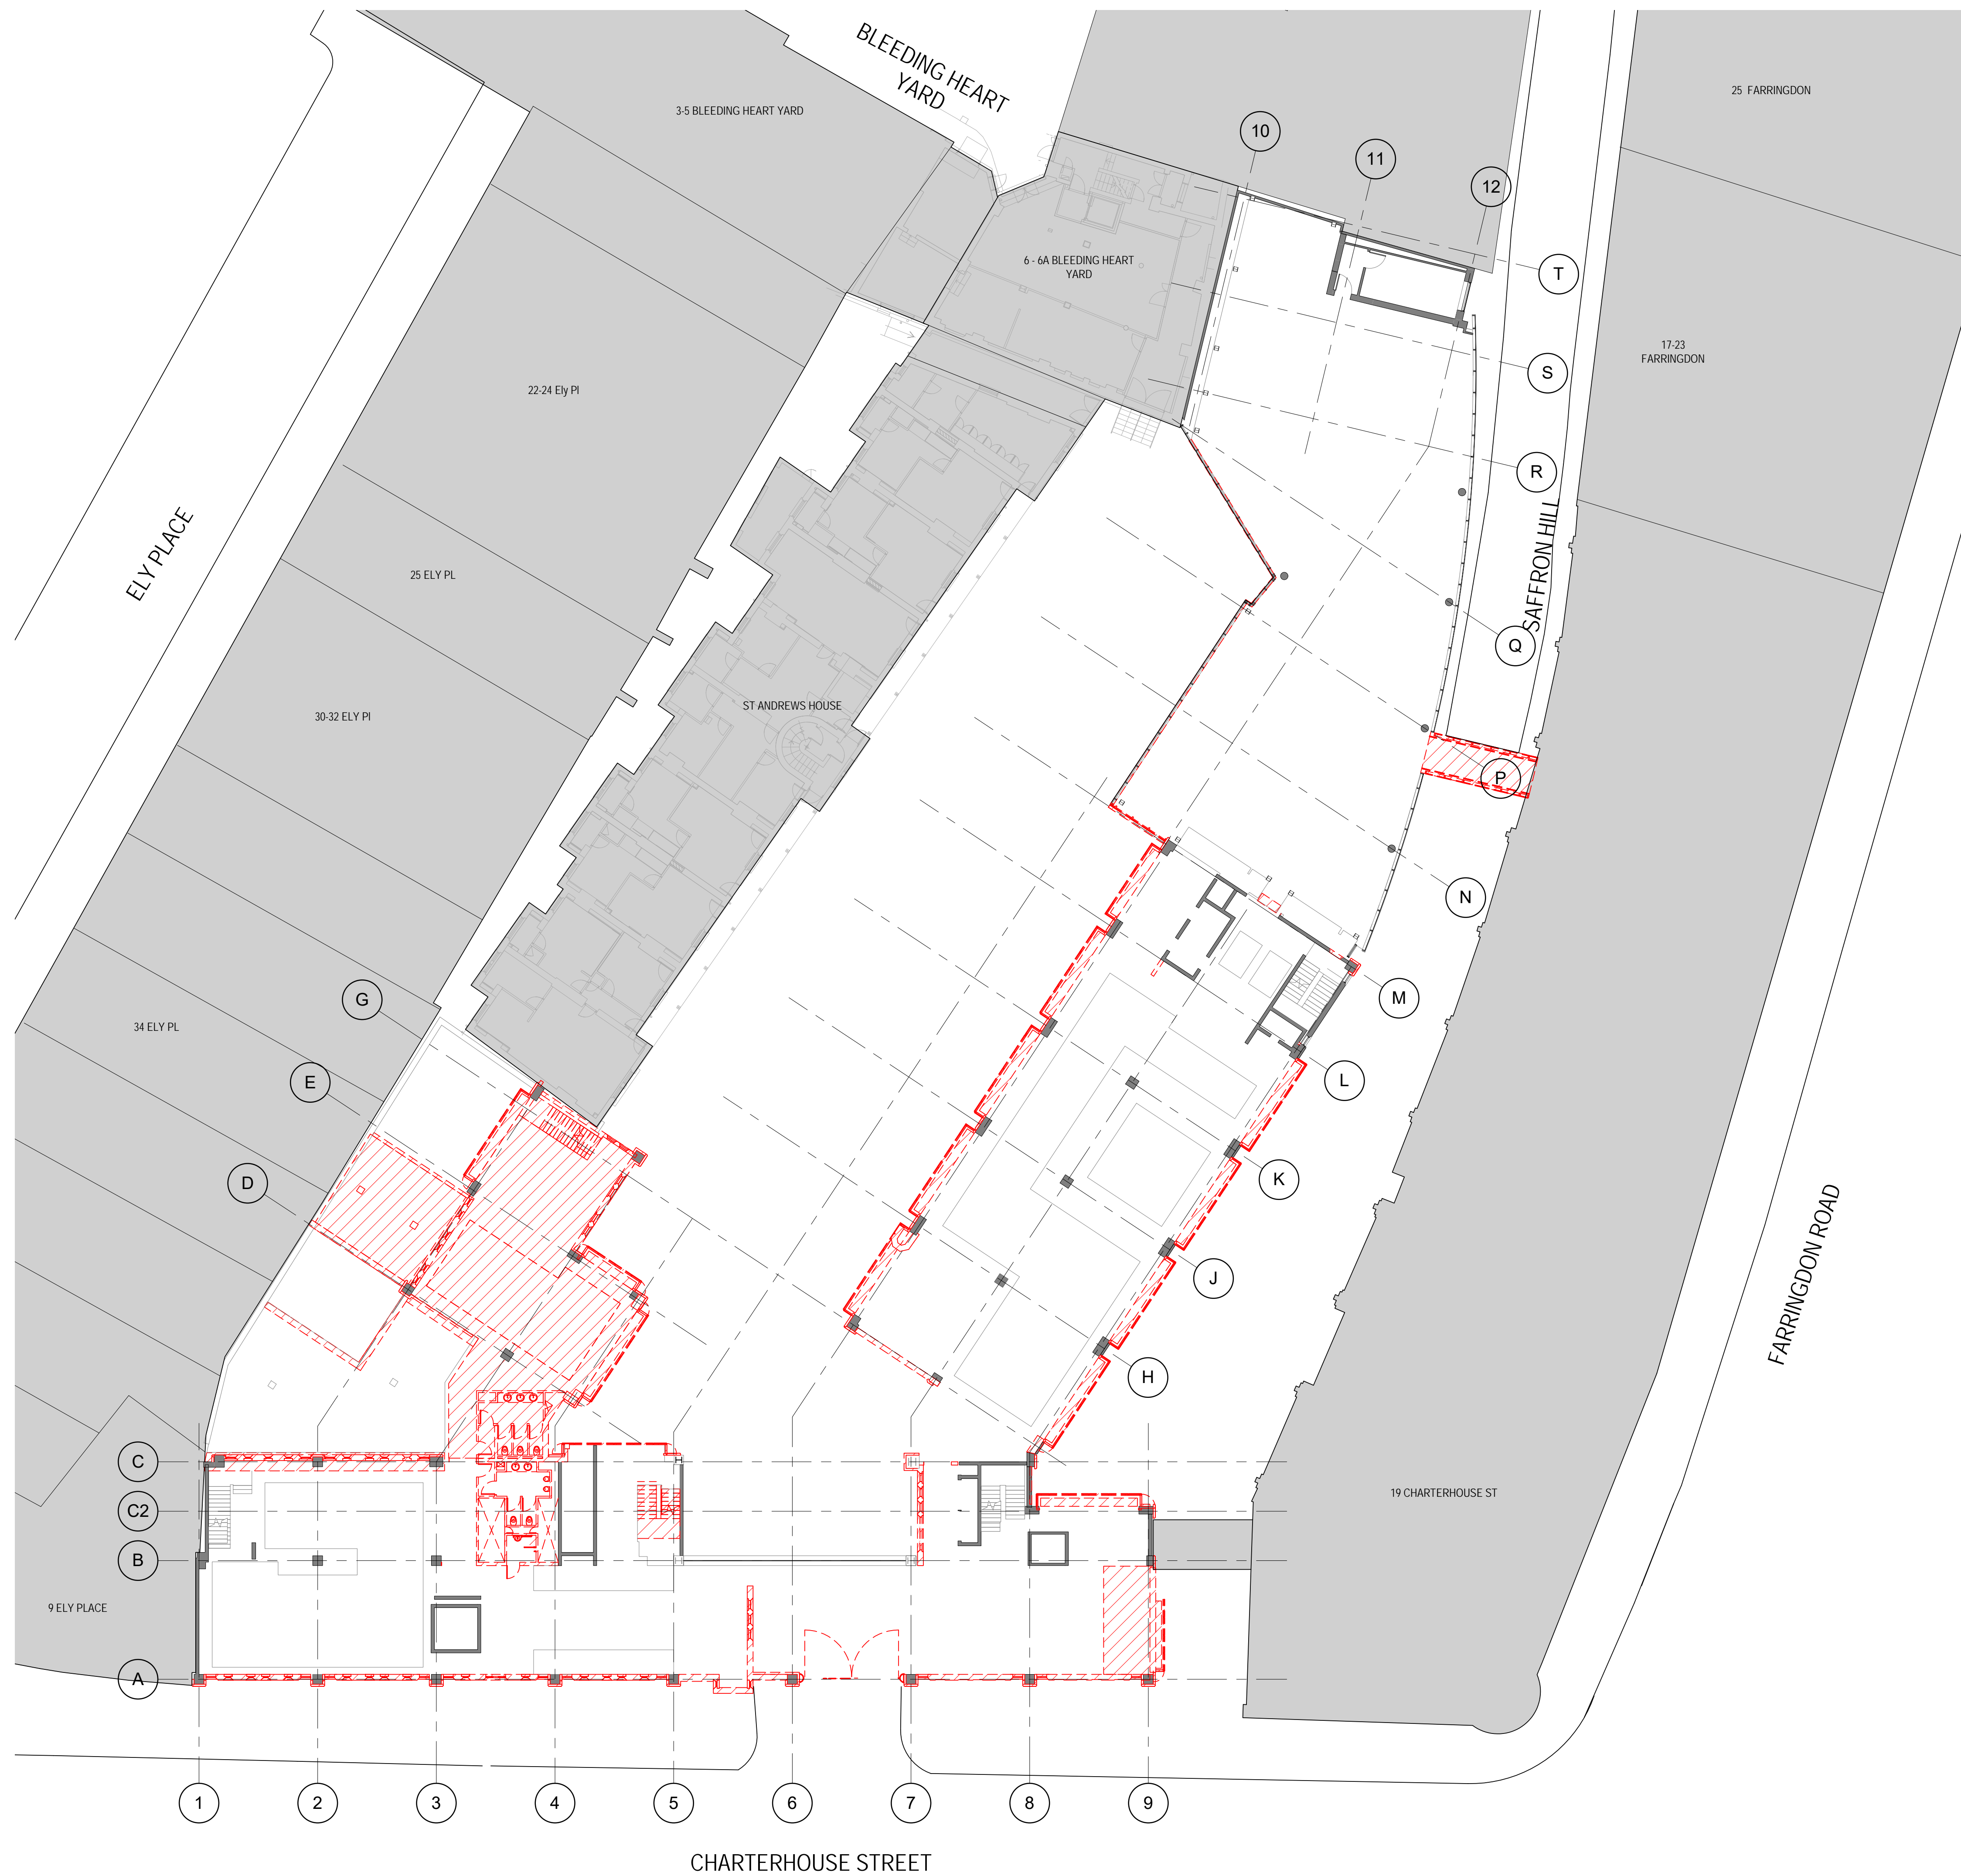 BLEEDING HEART
YARD
25 FARRINGDON
3-5 BLEEDING HEART YARD
10
11
12
6 - 6A BLEEDING HEART
YARD
T
17-23
FARRINGDON
S
22-24 Ely Pl
R
ELY PLACE
25 ELY PL
SAFFRON HILL
Q
ST ANDREWS HOUSE
30-32 ELY Pl
P
N
G
M
34 ELY PL
E
L
D
K
FARRINGDON ROAD
J
H
C
C2
19 CHARTERHOUSE ST
B
9 ELY PLACE
A
1
2
3
4
5
6
7
8
9
CHARTERHOUSE STREET